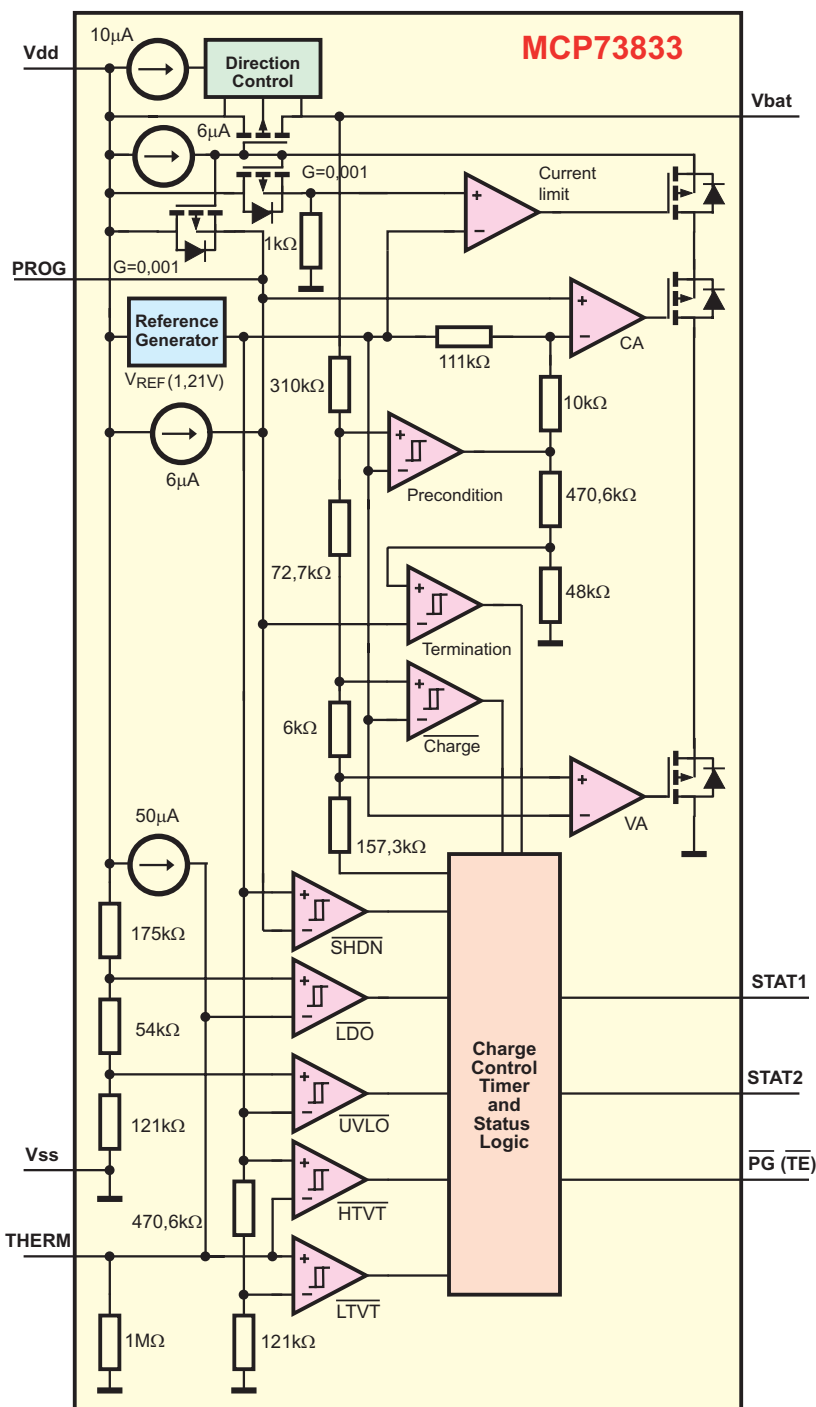 MCP73833
10μA
Vdd
Direction
Control
Vbat
6μA
G=0,001
Current
limit
1kΩ
PROG
G=0,001
Reference
Generator
VREF(1,21V)
CA
111kΩ
310kΩ
10kΩ
6μA
Precondition
470,6kΩ
72,7kΩ
48kΩ
Termination
6kΩ
Charge
50μA
VA
157,3kΩ
175kΩ
SHDN
STAT1
54kΩ
LDO
Charge
Control
Timer
and
Status
Logic
STAT2
121kΩ
UVLO
Vss
PG (TE)
470,6kΩ
HTVT
THERM
LTVT
1MΩ
121kΩ